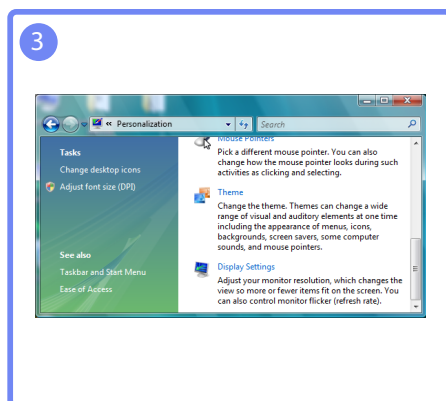 3
« Personalization
Search
Tasks
Change desktop icons
Adjust font size (DPI)
See also
Taskbar and Start Menu
Ease of Access
Mouse Pointers
Pick a different mouse pointer. You can also
change how the mouse pointer looks during such
activities as clicking and selecting.
Theme
Change the theme. Themes can change a wide
range of visual and auditory elements at one time
including the appearance of menus, icons,
backgrounds, screen savers, some computer
sounds, and mouse pointers.
Display Settings
Adjust your monitor resolution, which changes the
view so more or fewer items fit on the screen. You
can also control monitor flicker (refresh rate).